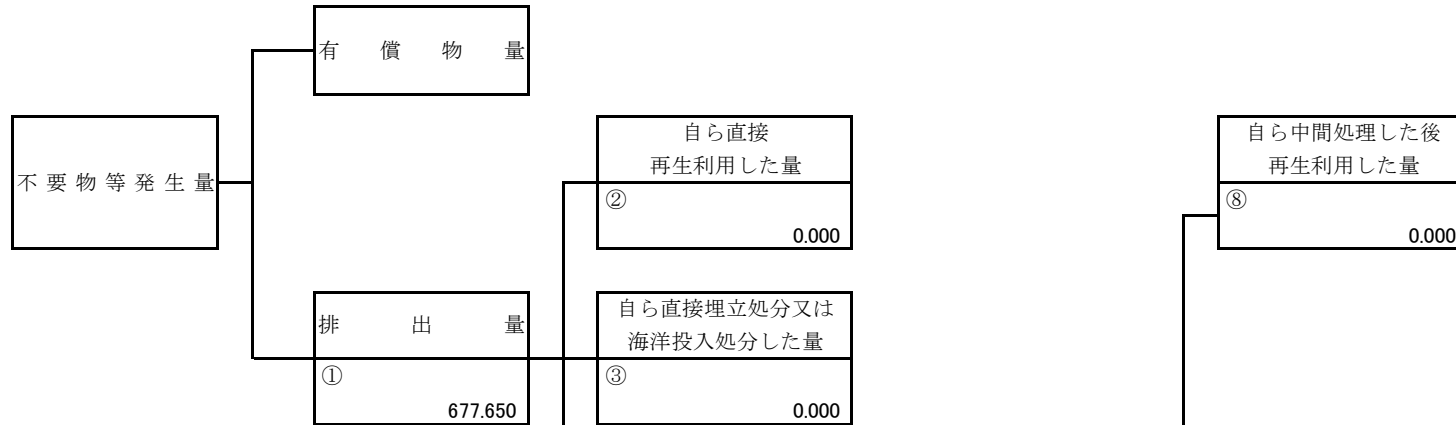 有償物量
自ら直接
再生利用した量
②
0.000
自ら中間処理した後
再生利用した量
⑧
0.000
不要物等発生量
排出量
①
677.650
自ら直接埋立処分又は
海洋投入処分した量
③
0.000